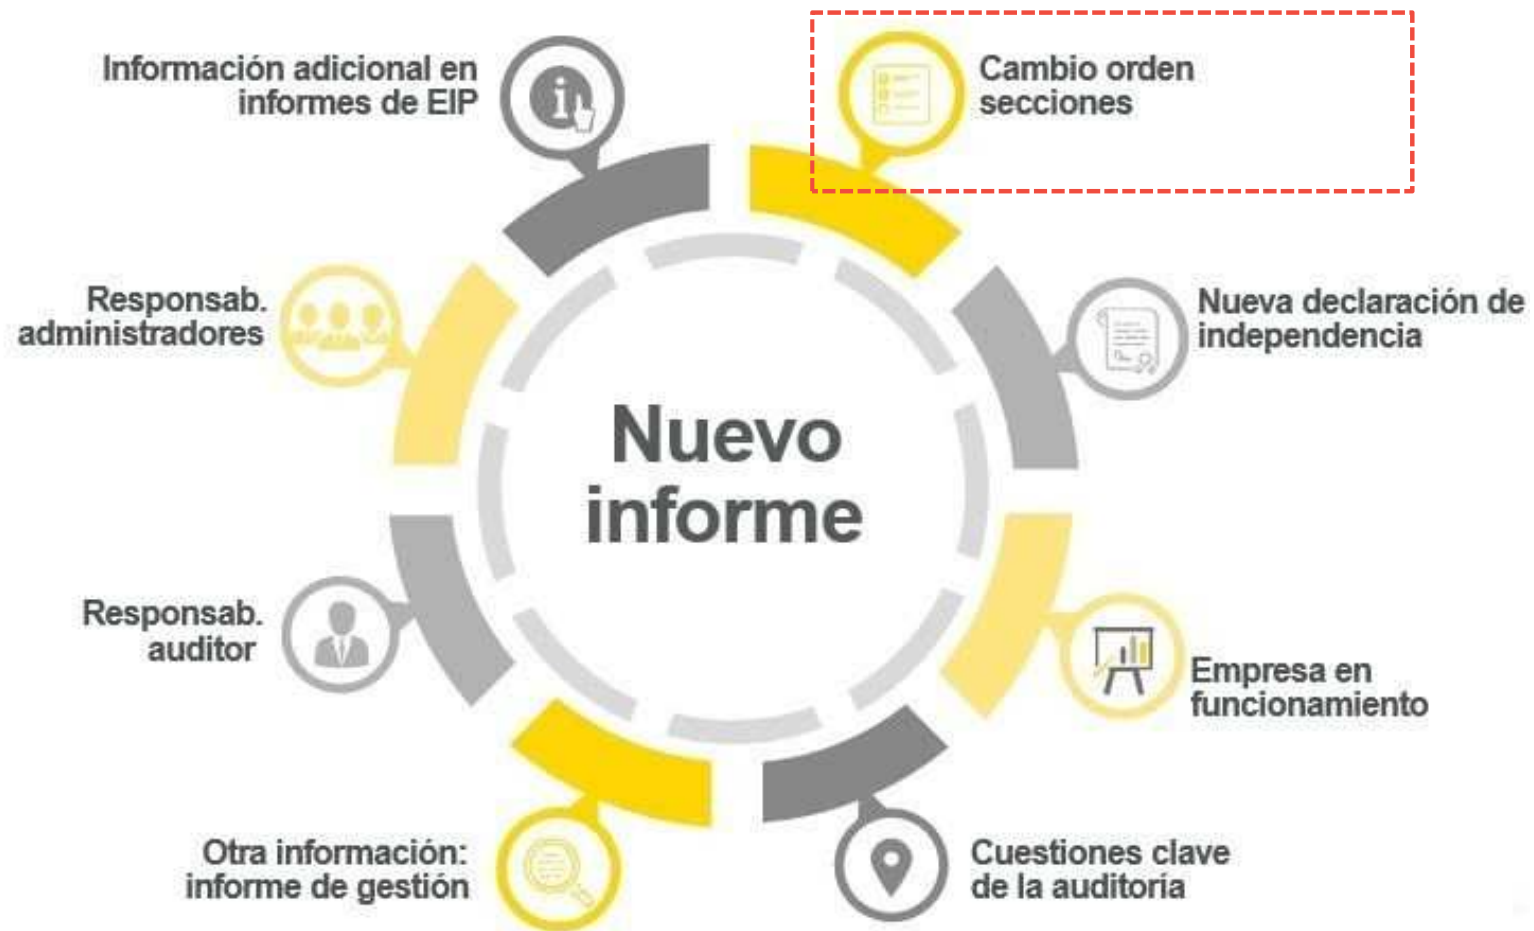 Información adicional en
informes de EIP
Cambio orden
secciones
Responsab.
administradores
Nueva declaración de
independencia
Nuevo
informe
Responsab.
auditor
Empresa en
funcionamiento
Otra información:
informe de gestión
Cuestiones clave
de la auditoría